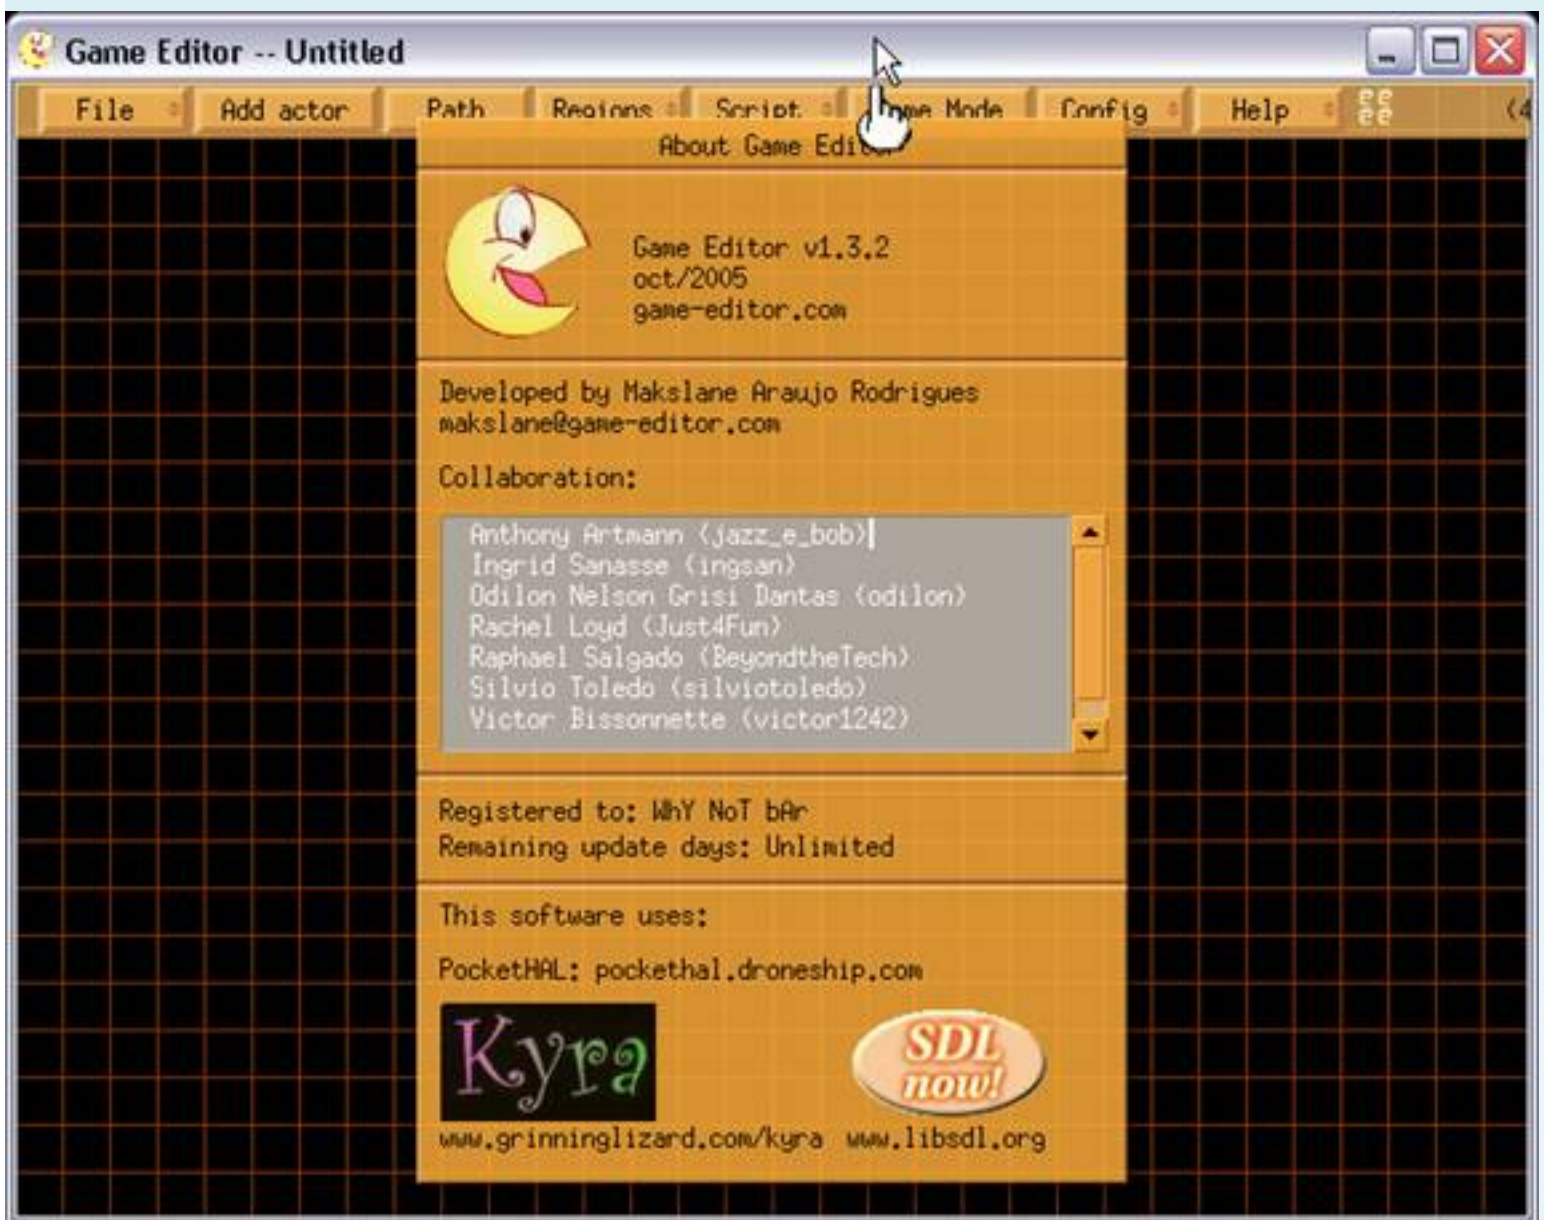 Game Editor -- Untitled
File Add actor Path Regions Script Game Mode Config Help (4
About Game Editor
Game Editor v1.3.2
oct/2005
game-editor.com
Developed by Makslane Araujo Rodrigues
makslane@game-editor.com
Collaboration:
Anthony Artmann (jazz_e_bob)
Ingrid Sanasse (ingsan)
Odilon Nelson Grisi Dantas (odilon)
Rachel Loyd (Just4Fun)
Raphael Salgado (BeyondtheTech)
Silvio Toledo (silviotoledo)
Victor Bissonnette (victor1242)
Registered to: WhY NoT bAr
Remaining update days: Unlimited
This software uses:
PocketHAL: pockethal.droneship.com
Kyra SDL
now!
www.grinninglizard.com/kyra www.libsdl.org